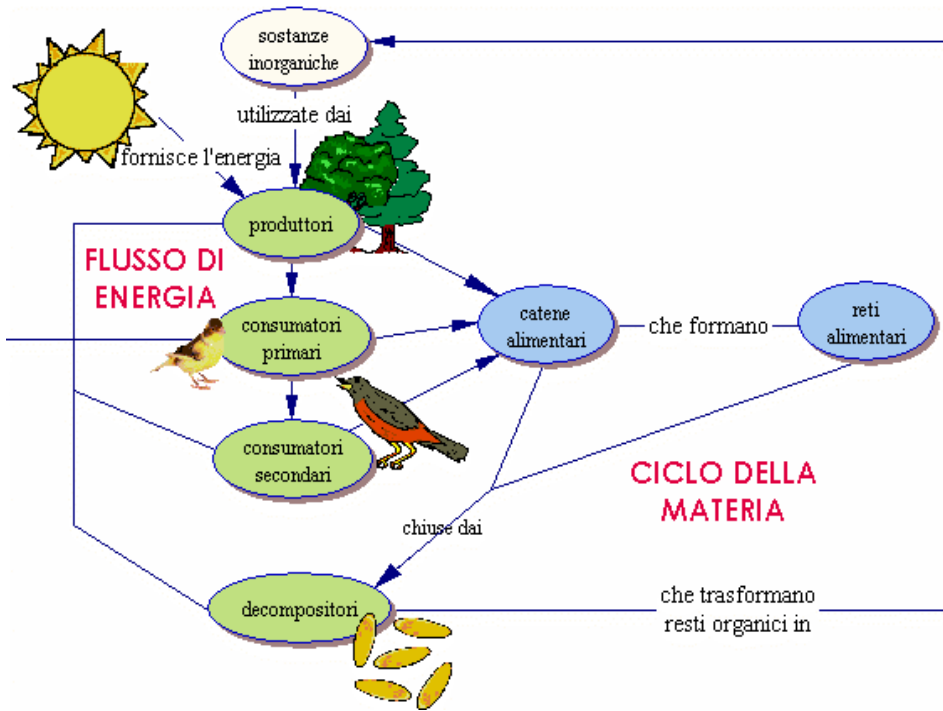 sostanze
inorganiche
utilizzate dai
fornisce l'energia
produttori
FLUSSO DI
ENERGIA
consumatori
primari
catene
alimentari
che formano
reti
alimentari
consumatori
secondari
CICLO DELLA
MATERIA
chiuse dai
decompositori
che trasformano
resti organici in